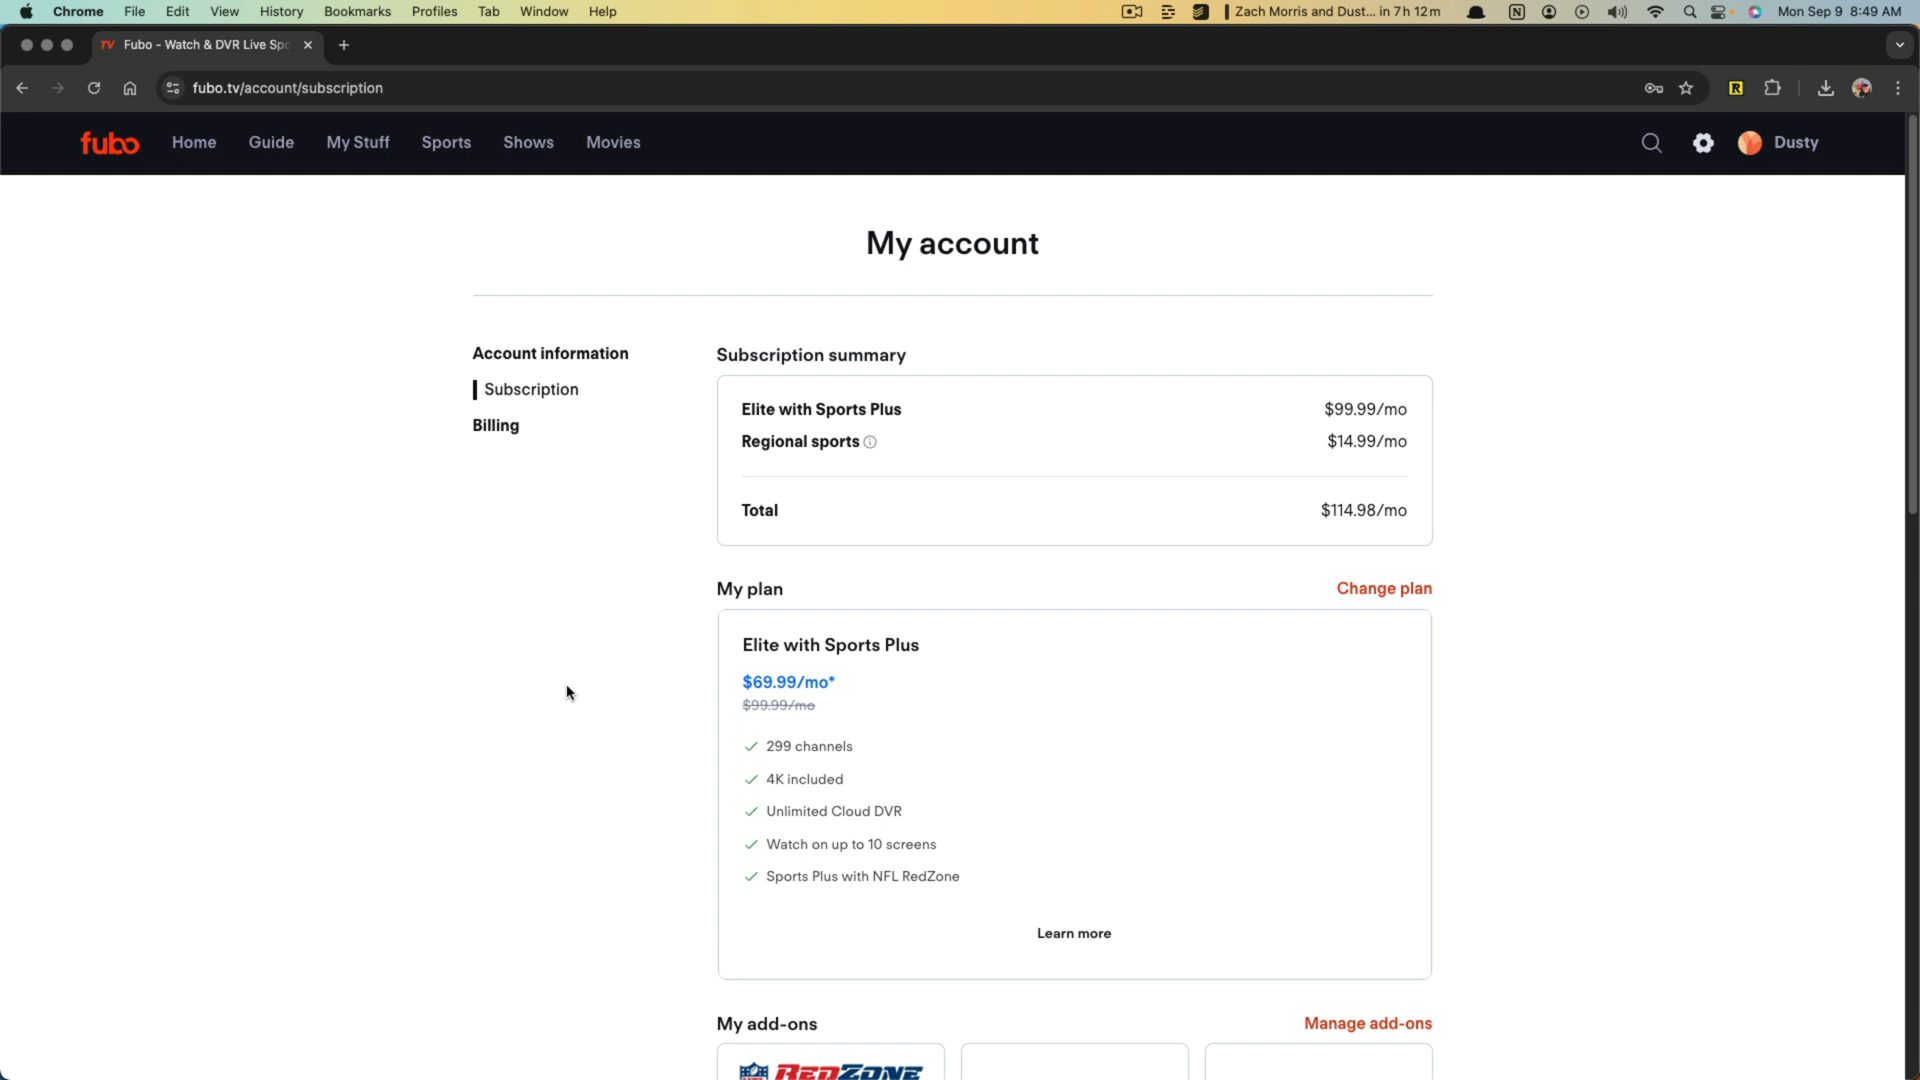 Chrome File Edit View History Bookmarks Profiles Tab Window Help Zach Morris and Dust... in 7 h 12 m Mon Sep 9 8:49 AM
TV Fubo - Watch & DVR Live Spo
fubo.tv/account/subscription
fubo Home Guide My Stuff Sports Shows Movies Dusty
My account
Account information
Subscription
Billing
Subscription summary
Elite with Sports Plus $99.99/mo
Regional sports $14.99/mo
Total $114.98/mo
My plan Change plan
Elite with Sports Plus
$69.99/mo*
$99.99/mo
299 channels
4K included
Unlimited Cloud DVR
Watch on up to 10 screens
Sports Plus with NFL RedZone
Learn more
My add-ons Manage add-ons
REDZONE